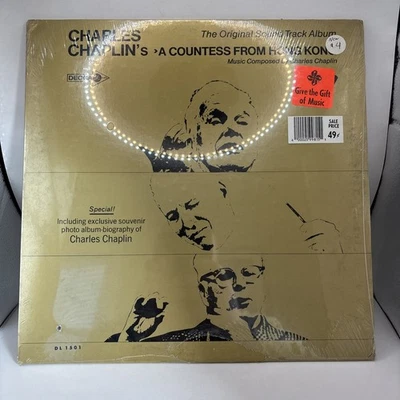 CHARLES
CHAPLIN's
The Original Sound Track Album
›A COUNTESS FROM HONG KONG
Music Composed by Charles Chaplin
DECCA
Give the Gift
of Music
SALE
PRICE
49¢
Special!
Including exclusive souvenir
photo album-biography of
Charles Chaplin
DL 1501